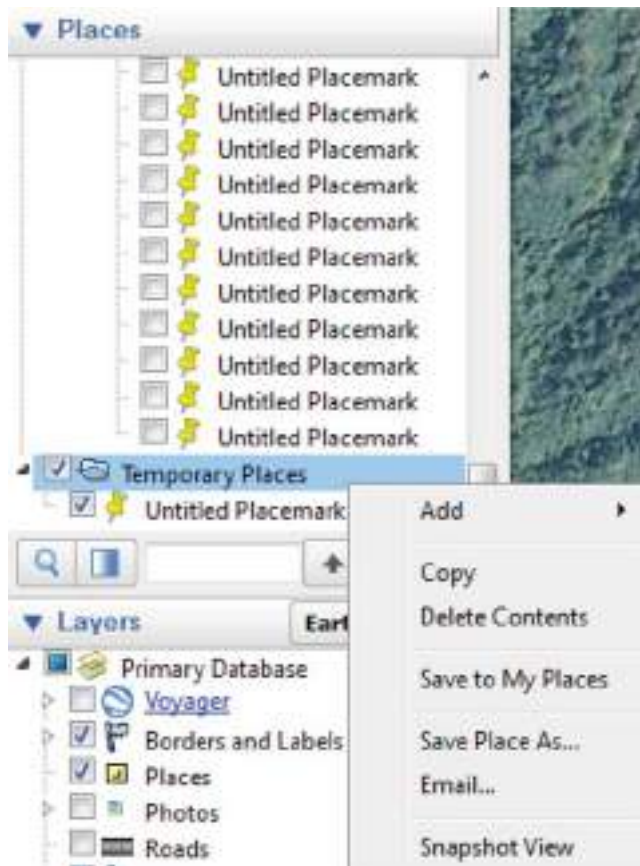 Places
Untitled Placemark
Untitled Placemark
Untitled Placemark
Untitled Placemark
Untitled Placemark
Untitled Placemark
Untitled Placemark
Untitled Placemark
Untitled Placemark
Untitled Placemark
Untitled Placemark
Temporary Places
Untitled Placemark
Add
Copy
Delete Contents
Save to My Places
Save Place As...
Email...
Snapshot View
Layers
Eart
Primary Database
Voyager
Borders and Labels
Places
Photos
Roads